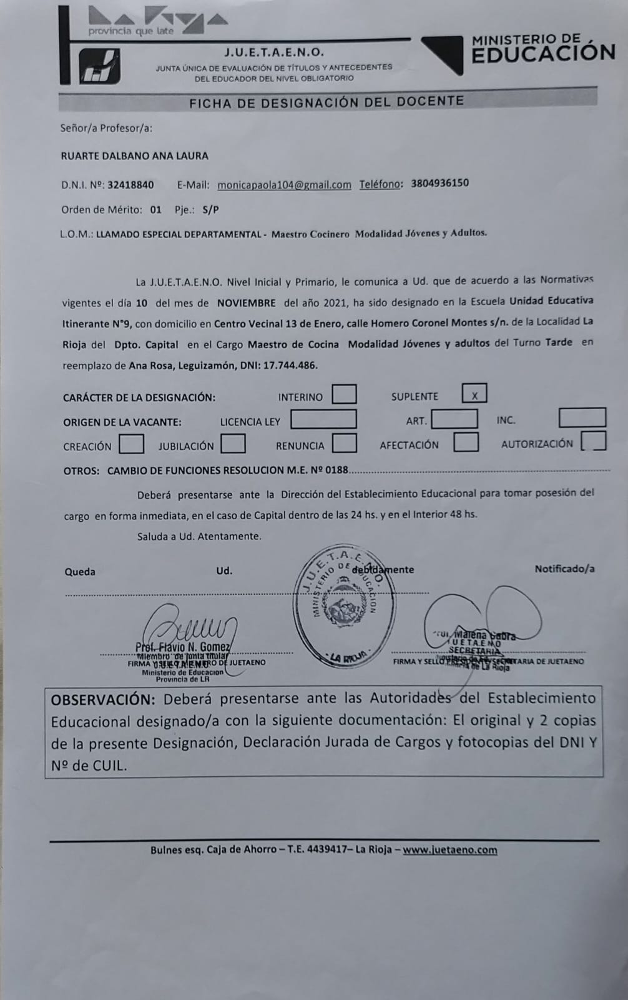 La Rioja
provincia que late
J.U.E.T.A.E.N.O.
JUNTA ÚNICA DE EVALUACIÓN DE TÍTULOS Y ANTECEDENTES
DEL EDUCADOR DEL NIVEL OBLIGATORIO
MINISTERIO DE
EDUCACIÓN
FICHA DE DESIGNACIÓN DEL DOCENTE
Señor/a Profesor/a:
RUARTE DALBANO ANA LAURA
D.N.I. Nº: 32418840 E-Mail: monicapaola104@gmail.com Teléfono: 3804936150
Orden de Mérito: 01 Pje.: S/P
L.O.M.: LLAMADO ESPECIAL DEPARTAMENTAL - Maestro Cocinero Modalidad Jóvenes y Adultos.
La J.U.E.T.A.E.N.O. Nivel Inicial y Primario, le comunica a Ud. que de acuerdo a las Normativas
vigentes el día 10 del mes de NOVIEMBRE del año 2021, ha sido designado en la Escuela Unidad Educativa
Itinerante N°9, con domicilio en Centro Vecinal 13 de Enero, calle Homero Coronel Montes s/n. de la Localidad La
Rioja del Dpto. Capital en el Cargo Maestro de Cocina Modalidad Jóvenes y adultos del Turno Tarde en
reemplazo de Ana Rosa, Leguizamón, DNI: 17.744.486.
CARÁCTER DE LA DESIGNACIÓN: INTERINO SUPLENTE X
ORIGEN DE LA VACANTE: LICENCIA LEY ART. INC.
CREACIÓN JUBILACIÓN RENUNCIA AFECTACIÓN AUTORIZACIÓN
OTROS: CAMBIO DE FUNCIONES RESOLUCION M.E. Nº 0188
Deberá presentarse ante la Dirección del Establecimiento Educacional para tomar posesión del
cargo en forma inmediata, en el caso de Capital dentro de las 24 hs. y en el Interior 48 hs.
Saluda a Ud. Atentamente.
Queda Ud. debidamente Notificado/a
J.U.E.T.A.E.N.O.
MINISTERIO DE EDUCACION
- LA RIOJA -
Prof. Flavio N. Gomez
Miembro de Junta titular
FIRMA Y MIEMBRO DE JUETAENO
Ministerio de Educacion
Provincia de LR
Malena Gabra
JUETAENO
SECRETARIA
FIRMA Y SELLO PRESIDENTE/SECRETARIA DE JUETAENO
de La Rioja
OBSERVACIÓN: Deberá presentarse ante las Autoridades del Establecimiento
Educacional designado/a con la siguiente documentación: El original y 2 copias
de la presente Designación, Declaración Jurada de Cargos y fotocopias del DNI Y
Nº de CUIL.
Bulnes esq. Caja de Ahorro – T.E. 4439417– La Rioja – www.juetaeno.com